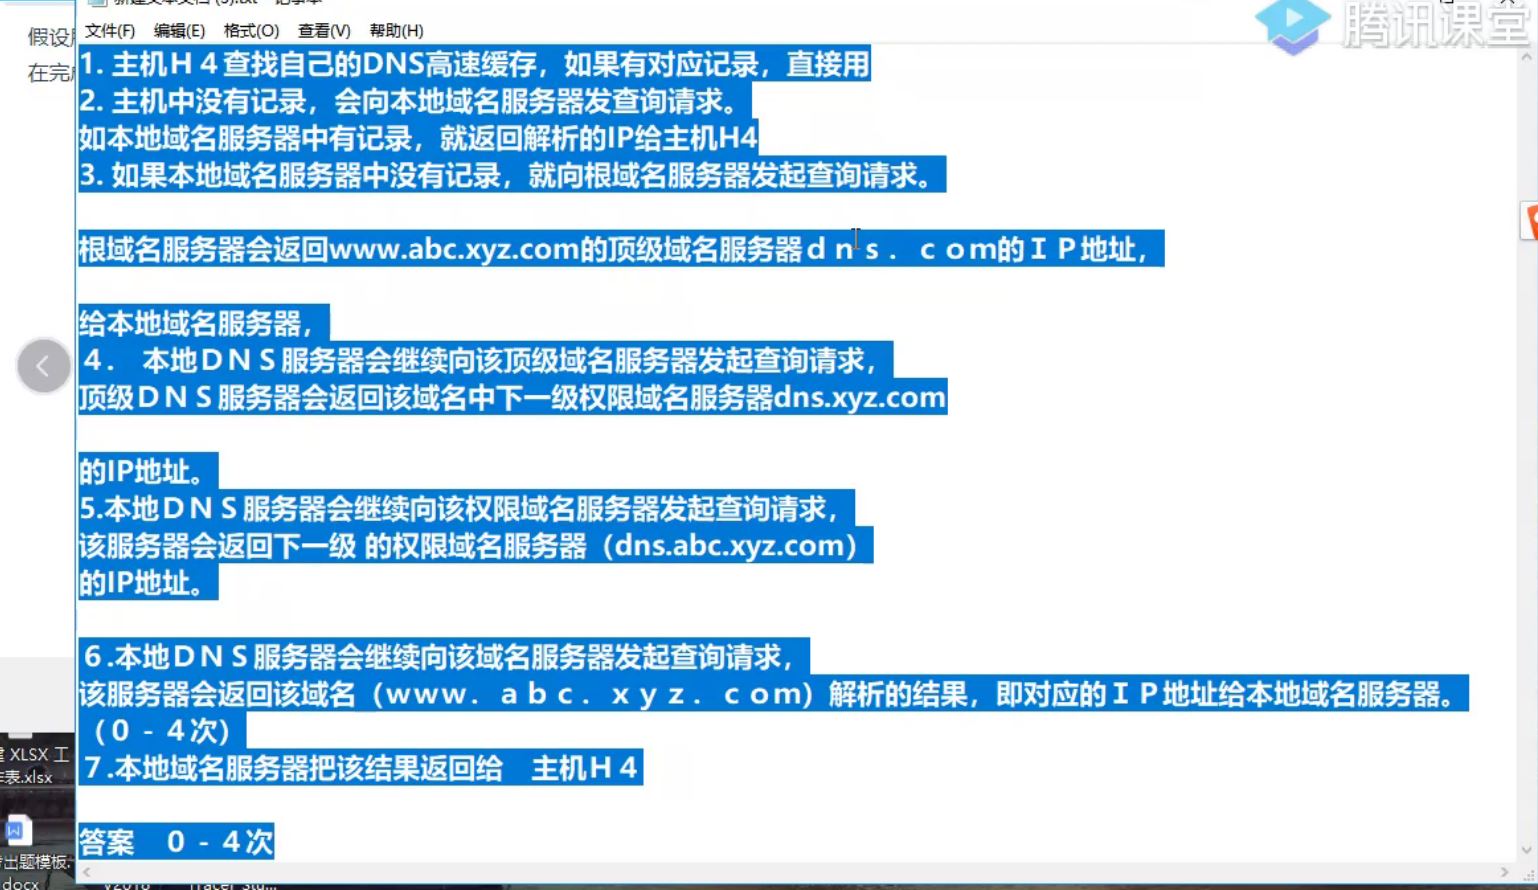 腾讯课堂
文件(F) 编辑(E) 格式(O) 查看(V) 帮助(H)
假设
在完
1. 主机Ｈ４查找自己的DNS高速缓存，如果有对应记录，直接用
2. 主机中没有记录，会向本地域名服务器发查询请求。
如本地域名服务器中有记录，就返回解析的IP给主机H4
3. 如果本地域名服务器中没有记录，就向根域名服务器发起查询请求。
根域名服务器会返回www.abc.xyz.com的顶级域名服务器ｄｎｓ．ｃｏm的ＩＰ地址，
给本地域名服务器，
４． 本地ＤＮＳ服务器会继续向该顶级域名服务器发起查询请求，
顶级ＤＮＳ服务器会返回该域名中下一级权限域名服务器dns.xyz.com
的IP地址。
5.本地ＤＮＳ服务器会继续向该权限域名服务器发起查询请求，
该服务器会返回下一级 的权限域名服务器（dns.abc.xyz.com）
的IP地址。
６.本地ＤＮＳ服务器会继续向该域名服务器发起查询请求，
该服务器会返回该域名（www．ａｂｃ．ｘｙｚ．ｃｏm）解析的结果，即对应的ＩＰ地址给本地域名服务器。
（０－４次）
７.本地域名服务器把该结果返回给　主机Ｈ４
答案　０－４次
XLSX 工
表.xlsx
出题模板.
docx